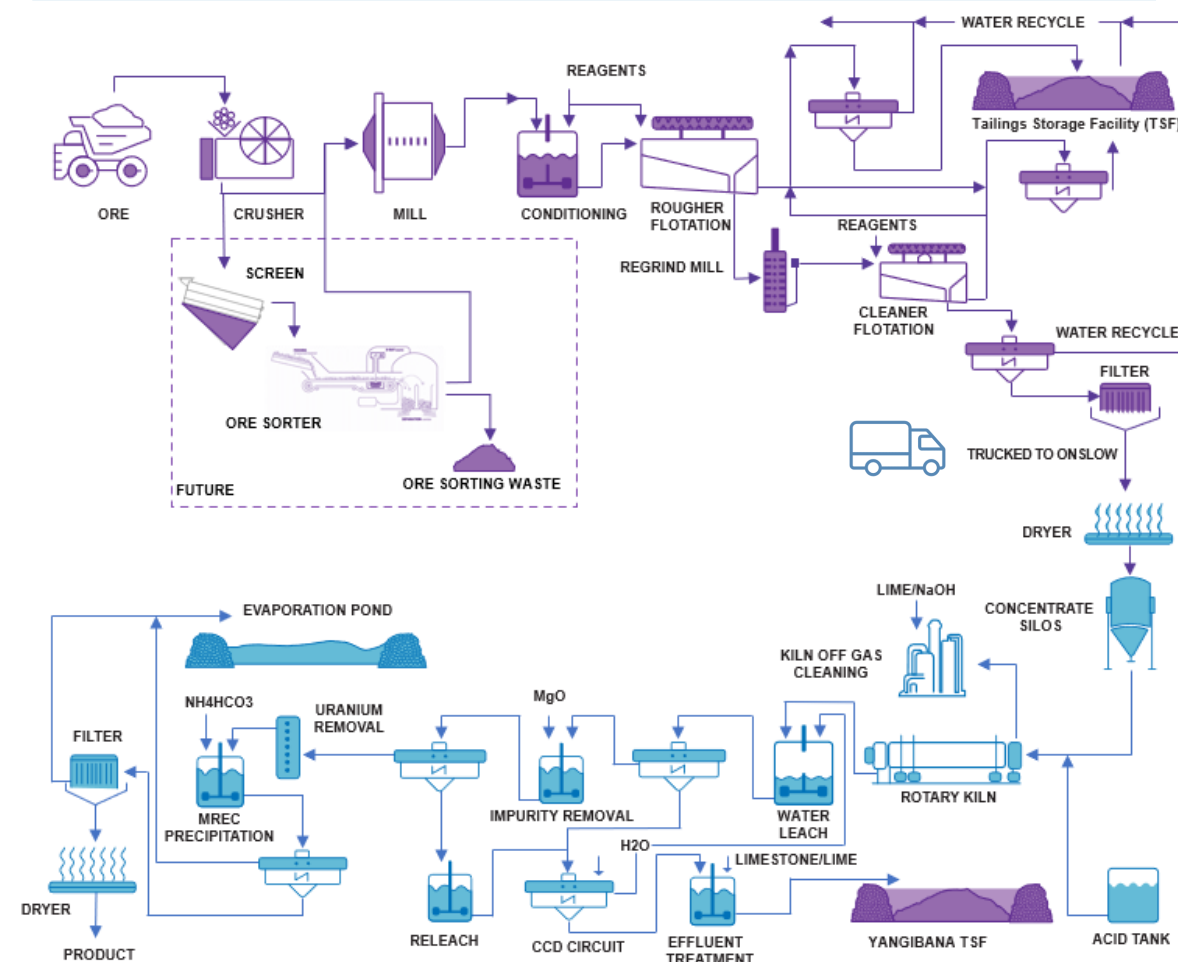 WATER RECYCLE
REAGENTS
Tailings Storage Facility (TSF)
ORE
CRUSHER
MILL
CONDITIONING
ROUGHER
FLOTATION
REAGENTS
SCREEN
REGRIND MILL
CLEANER
FLOTATION
WATER RECYCLE
FILTER
ORE SORTER
TRUCKED TO ONSLOW
ORE SORTING WASTE
FUTURE
DRYER
LIME/NaOH
CONCENTRATE
SILOS
EVAPORATION POND
KILN OFF GAS
CLEANING
NH4HCO3
URANIUM
REMOVAL
MgO
FILTER
ROTARY KILN
MREC
PRECIPITATION
IMPURITY REMOVAL
WATER
LEACH
H2O
LIMESTONE/LIME
DRYER
RELEACH
CCD CIRCUIT
EFFLUENT
TREATMENT
YANGIBANA TSF
ACID TANK
PRODUCT